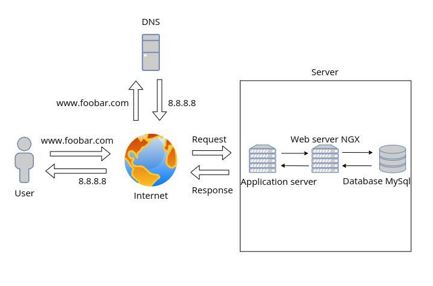 DNS
Server
www.foobar.com
8.8.8.8
www.foobar.com
Request
Web server NGX
8.8.8.8
Response
Application server
Database MySql
User
Internet